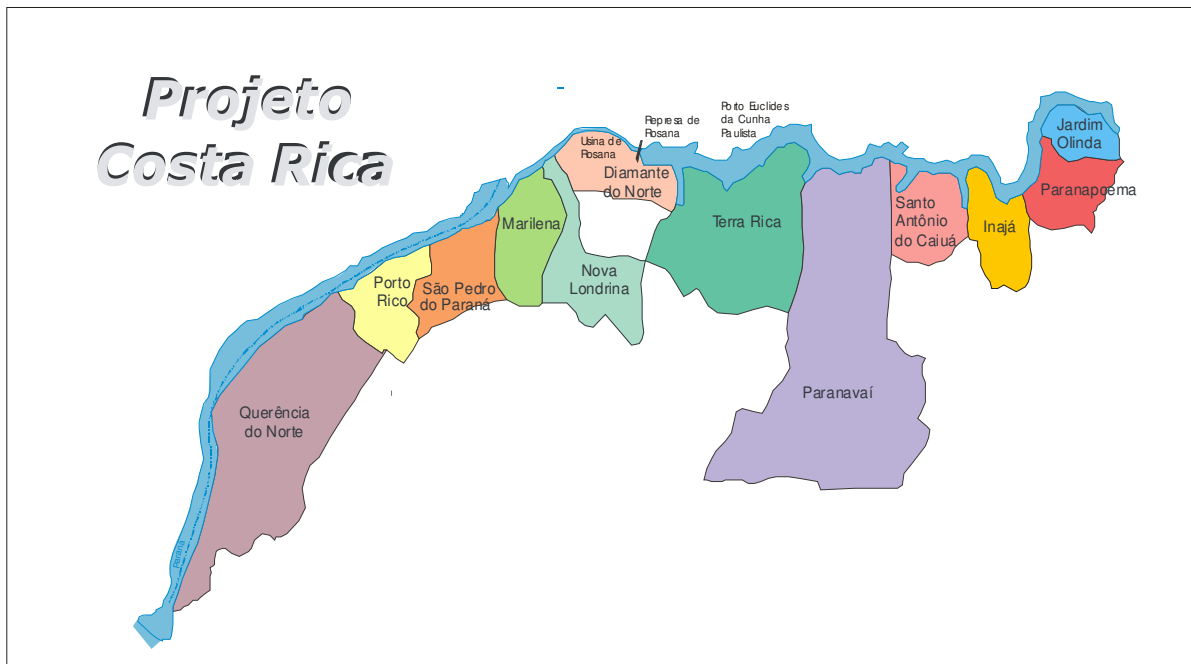 Projeto
Costa Rica
Usina de
Rosana
Represa de
Rosana
Porto Euclides
da Cunha
Paulista
Jardim
Olinda
Paranapoema
Diamante
do Norte
Marilena
Terra Rica
Santo
Antônio
do Caiuá
Inajá
Nova
Londrina
Porto
Rico
São Pedro
do Paraná
Querência
do Norte
Paranavaí
Paraná